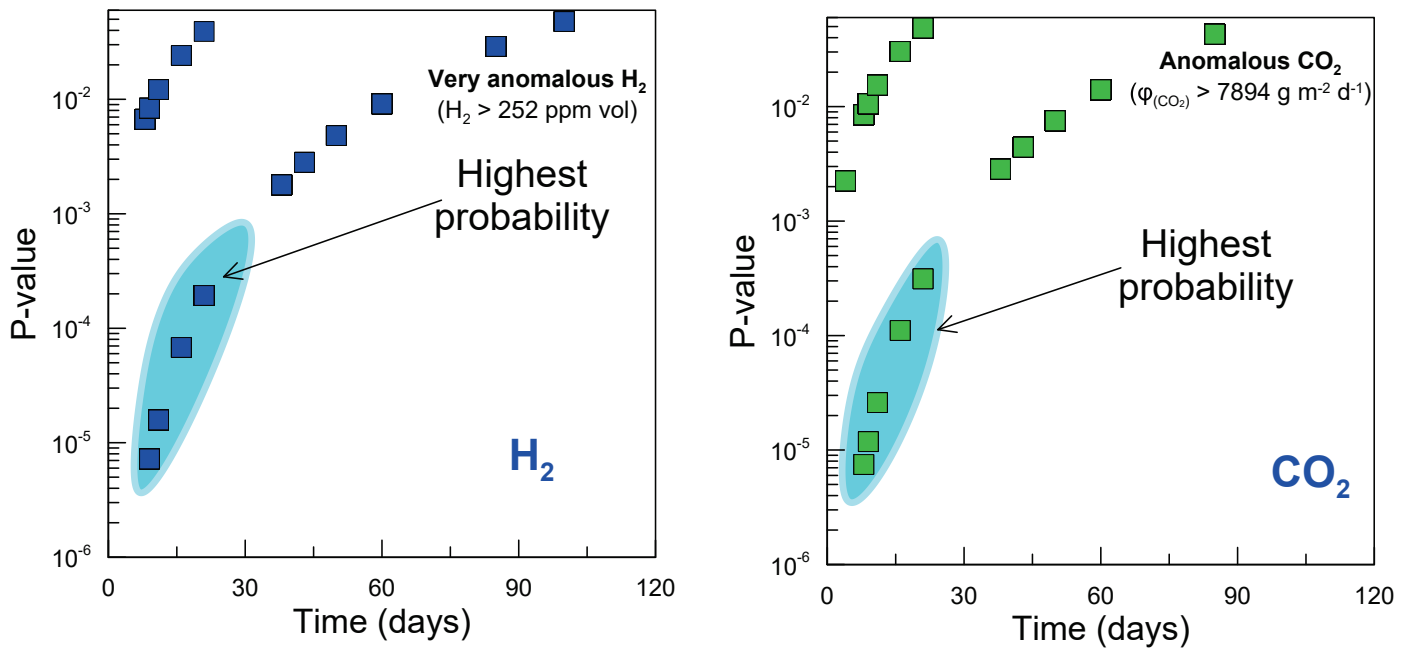 P-value
10⁻²
10⁻³
10⁻⁴
10⁻⁵
10⁻⁶
Very anomalous H₂
(H₂ > 252 ppm vol)
Highest
probability
H₂
0 30 60 90 120
Time (days)
P-value
10⁻²
10⁻³
10⁻⁴
10⁻⁵
10⁻⁶
Anomalous CO₂
(φ(CO₂) > 7894 g m⁻² d⁻¹)
Highest
probability
CO₂
0 30 60 90 120
Time (days)